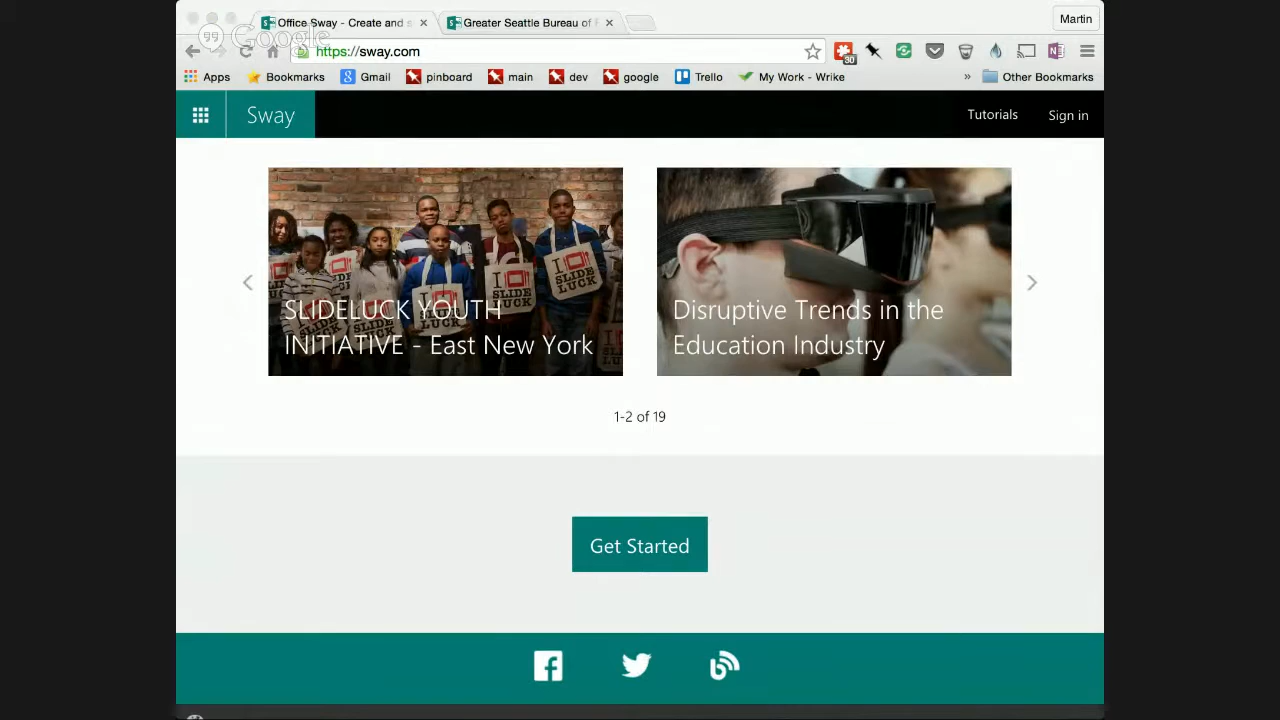 Office Sway - Create and s
Greater Seattle Bureau of F
Martin
Google
https://sway.com
30
Apps
Bookmarks
Gmail
pinboard
main
dev
google
Trello
My Work - Wrike
»
Other Bookmarks
Sway
Tutorials
Sign in
SLIDELUCK YOUTH
INITIATIVE - East New York
Disruptive Trends in the
Education Industry
1-2 of 19
Get Started